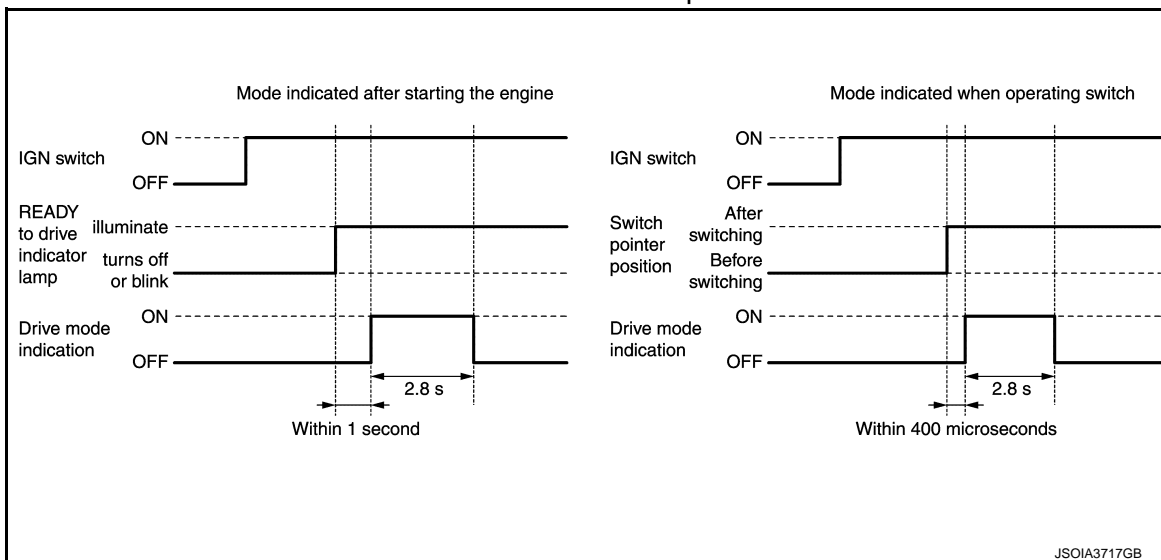 Mode indicated after starting the engine
ON
IGN switch
OFF
READY
to drive
indicator
lamp
illuminate
turns off
or blink
ON
Drive mode
indication
OFF
2.8 s
Within 1 second
Mode indicated when operating switch
ON
IGN switch
OFF
Switch
pointer
position
After
switching
Before
switching
ON
Drive mode
indication
OFF
2.8 s
Within 400 microseconds
JSOIA3717GB